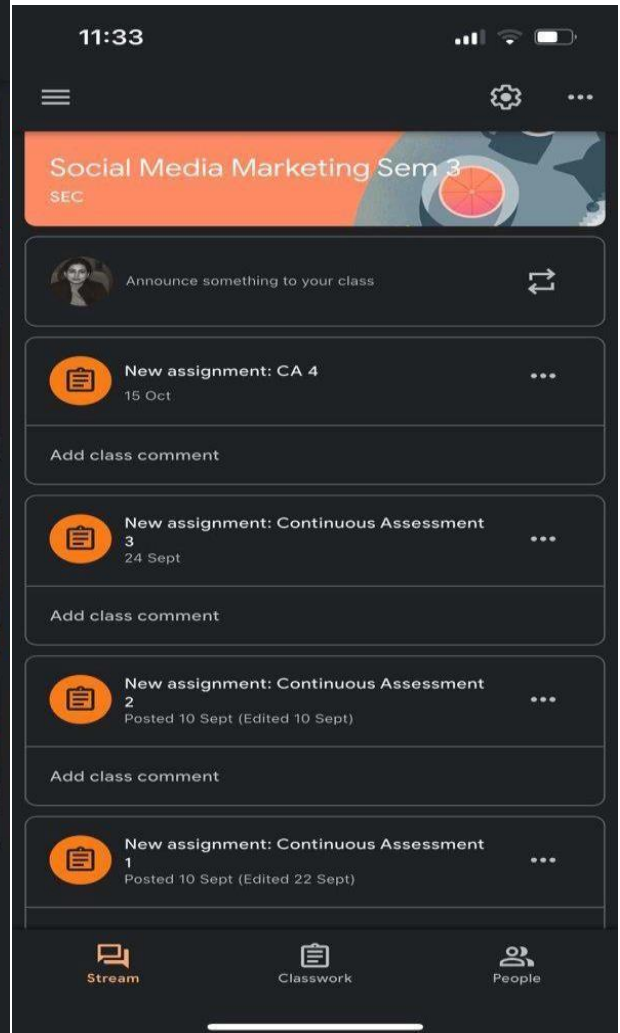 11:33
Social Media Marketing Sem 3
SEC
Announce something to your class
New assignment: CA 4
15 Oct
Add class comment
New assignment: Continuous Assessment
3
24 Sept
Add class comment
New assignment: Continuous Assessment
2
Posted 10 Sept (Edited 10 Sept)
Add class comment
New assignment: Continuous Assessment
1
Posted 10 Sept (Edited 22 Sept)
Stream
Classwork
People